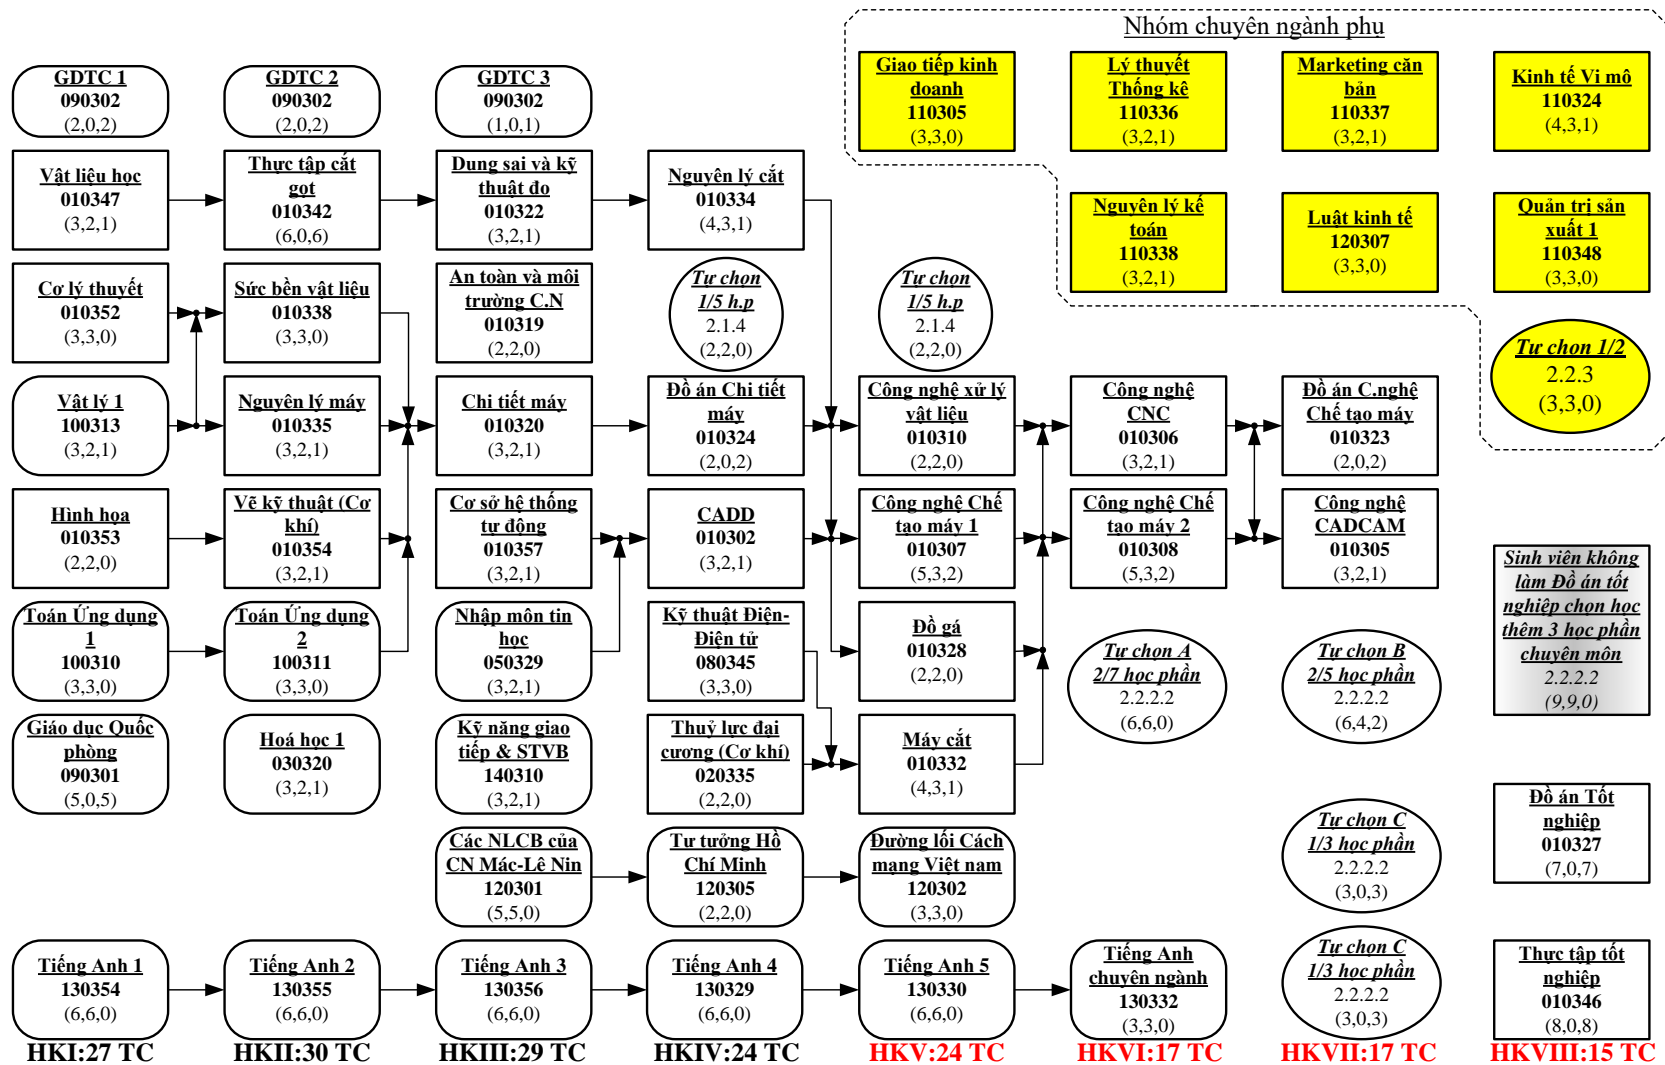 Nhóm chuyên ngành phụ
GDTC 1
090302
(2,0,2)
GDTC 2
090302
(2,0,2)
GDTC 3
090302
(1,0,1)
Giao tiếp kinh
doanh
110305
(3,3,0)
Lý thuyết
Thống kê
110336
(3,2,1)
Marketing căn
bản
110337
(3,2,1)
Kinh tế Vi mô
110324
(4,3,1)
Vật liệu học
010347
(3,2,1)
Thực tập cắt
gọt
010342
(6,0,6)
Dung sai và kỹ
thuật đo
010322
(3,2,1)
Nguyên lý cắt
010334
(4,3,1)
Nguyên lý kế
toán
110338
(3,2,1)
Luật kinh tế
120307
(3,3,0)
Quản trị sản
xuất 1
110348
(3,3,0)
Cơ lý thuyết
010352
(3,3,0)
Sức bền vật liệu
010338
(3,3,0)
An toàn và môi
trường C.N
010319
(2,2,0)
Tự chọn
1/5 h.p
2.1.4
(2,2,0)
Tự chọn
1/5 h.p
2.1.4
(2,2,0)
Tự chon 1/2
2.2.3
(3,3,0)
Vật lý 1
100313
(3,2,1)
Nguyên lý máy
010335
(3,2,1)
Chi tiết máy
010320
(3,2,1)
Đồ án Chi tiết
máy
010324
(2,0,2)
Công nghệ xử lý
vật liệu
010310
(2,2,0)
Công nghệ
CNC
010306
(3,2,1)
Đồ án C.nghệ
Chế tạo máy
010323
(2,0,2)
Hình họa
010353
(2,2,0)
Vẽ kỹ thuật (Cơ
khí)
010354
(3,2,1)
Cơ sở hệ thống
tự động
010357
(3,2,1)
CADD
010302
(3,2,1)
Công nghệ Chế
tạo máy 1
010307
(5,3,2)
Công nghệ Chế
tạo máy 2
010308
(5,3,2)
Công nghệ
CADCAM
010305
(3,2,1)
Sinh viên không
làm Đồ án tốt
nghiệp chọn học
thêm 3 học phần
chuyên môn
2.2.2.2
(9,9,0)
Toán Ứng dụng
1
100310
(3,3,0)
Toán Ứng dụng
2
100311
(3,3,0)
Nhập môn tin
học
050329
(3,2,1)
Kỹ thuật Điện-
Điện tử
080345
(3,3,0)
Đồ gá
010328
(2,2,0)
Tự chọn A
2/7 học phần
2.2.2.2
(6,6,0)
Tự chọn B
2/5 học phần
2.2.2.2
(6,4,2)
Giáo dục Quốc
phòng
090301
(5,0,5)
Hoá học 1
030320
(3,2,1)
Kỹ năng giao
tiếp & STVB
140310
(3,2,1)
Thuỷ lực đại
cương (Cơ khí)
020335
(2,2,0)
Máy cắt
010332
(4,3,1)
Các NLCB của
CN Mác-Lê Nin
120301
(5,5,0)
Tư tưởng Hồ
Chí Minh
120305
(2,2,0)
Đường lối Cách
mạng Việt nam
120302
(3,3,0)
Tự chọn C
1/3 học phần
2.2.2.2
(3,0,3)
Đồ án Tốt
nghiệp
010327
(7,0,7)
Tiếng Anh 1
130354
(6,6,0)
Tiếng Anh 2
130355
(6,6,0)
Tiếng Anh 3
130356
(6,6,0)
Tiếng Anh 4
130329
(6,6,0)
Tiếng Anh 5
130330
(6,6,0)
Tiếng Anh
chuyên ngành
130332
(3,3,0)
Tự chọn C
1/3 học phần
2.2.2.2
(3,0,3)
Thực tập tốt
nghiệp
010346
(8,0,8)
HKI:27 TC
HKII:30 TC
HKIII:29 TC
HKIV:24 TC
HKV:24 TC
HKVI:17 TC
HKVII:17 TC
HKVIII:15 TC